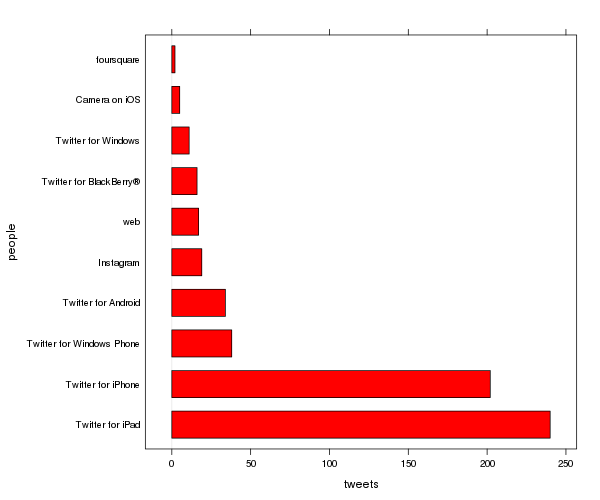 foursquare
Camera on iOS
Twitter for Windows
Twitter for BlackBerry®
web
Instagram
Twitter for Android
Twitter for Windows Phone
Twitter for iPhone
Twitter for iPad
people
0 50 100 150 200 250
tweets